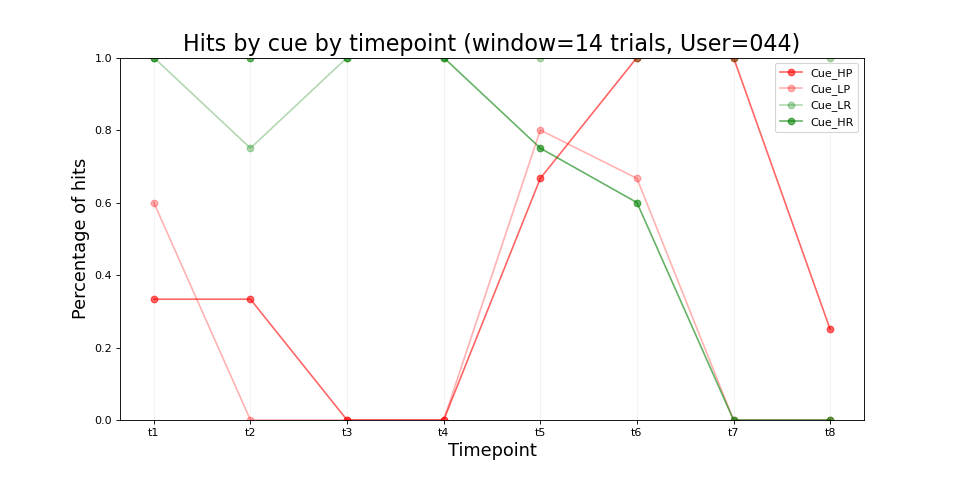 Hits by cue by timepoint (window=14 trials, User=044)
Percentage of hits
1.0
0.8
0.6
0.4
0.2
0.0
Cue_HP
Cue_LP
Cue_LR
Cue_HR
t1 t2 t3 t4 t5 t6 t7 t8
Timepoint